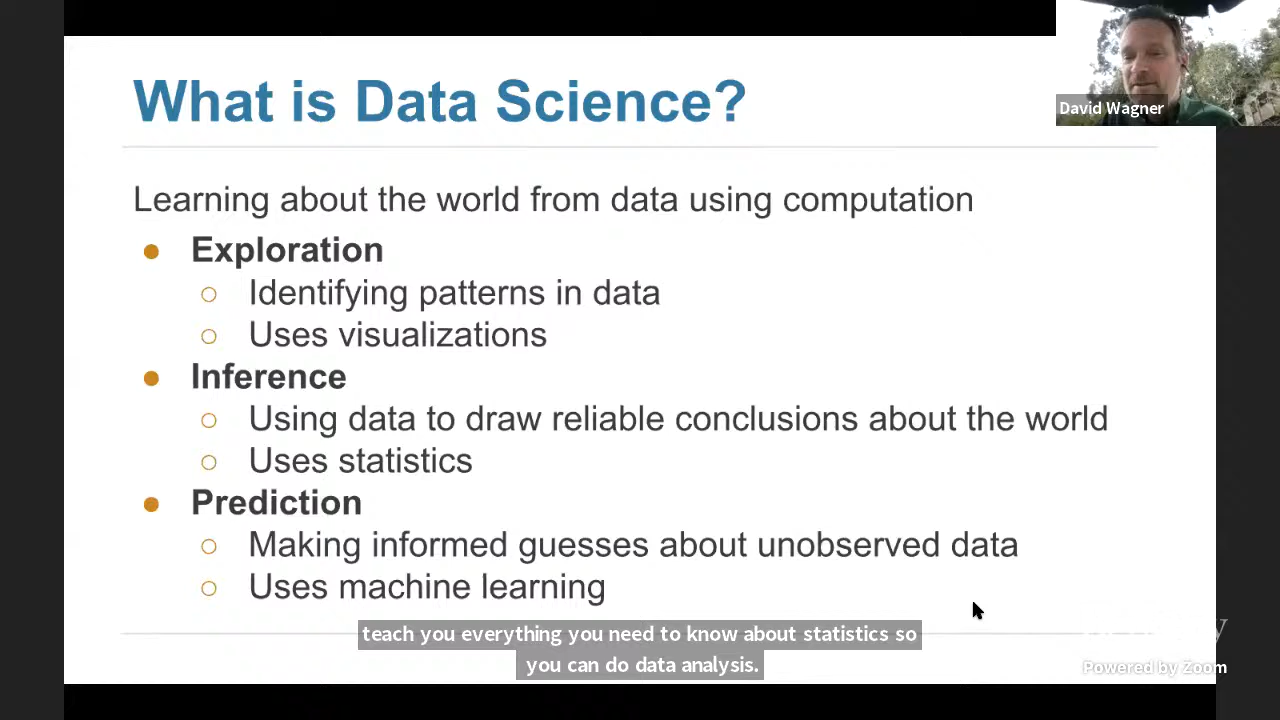 What is Data Science?
David Wagner
Learning about the world from data using computation
● Exploration
○ Identifying patterns in data
○ Uses visualizations
● Inference
○ Using data to draw reliable conclusions about the world
○ Uses statistics
● Prediction
○ Making informed guesses about unobserved data
○ Uses machine learning
teach you everything you need to know about statistics so
you can do data analysis.
Powered by Zoom